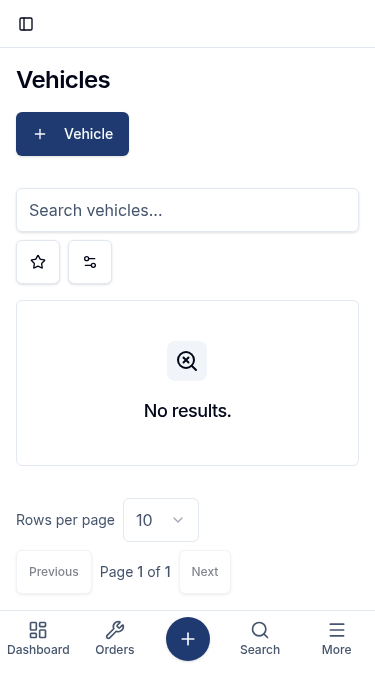 Vehicles
Vehicle
Search vehicles...
No results.
Rows per page 10
Previous Page 1 of 1 Next
Dashboard Orders Search More